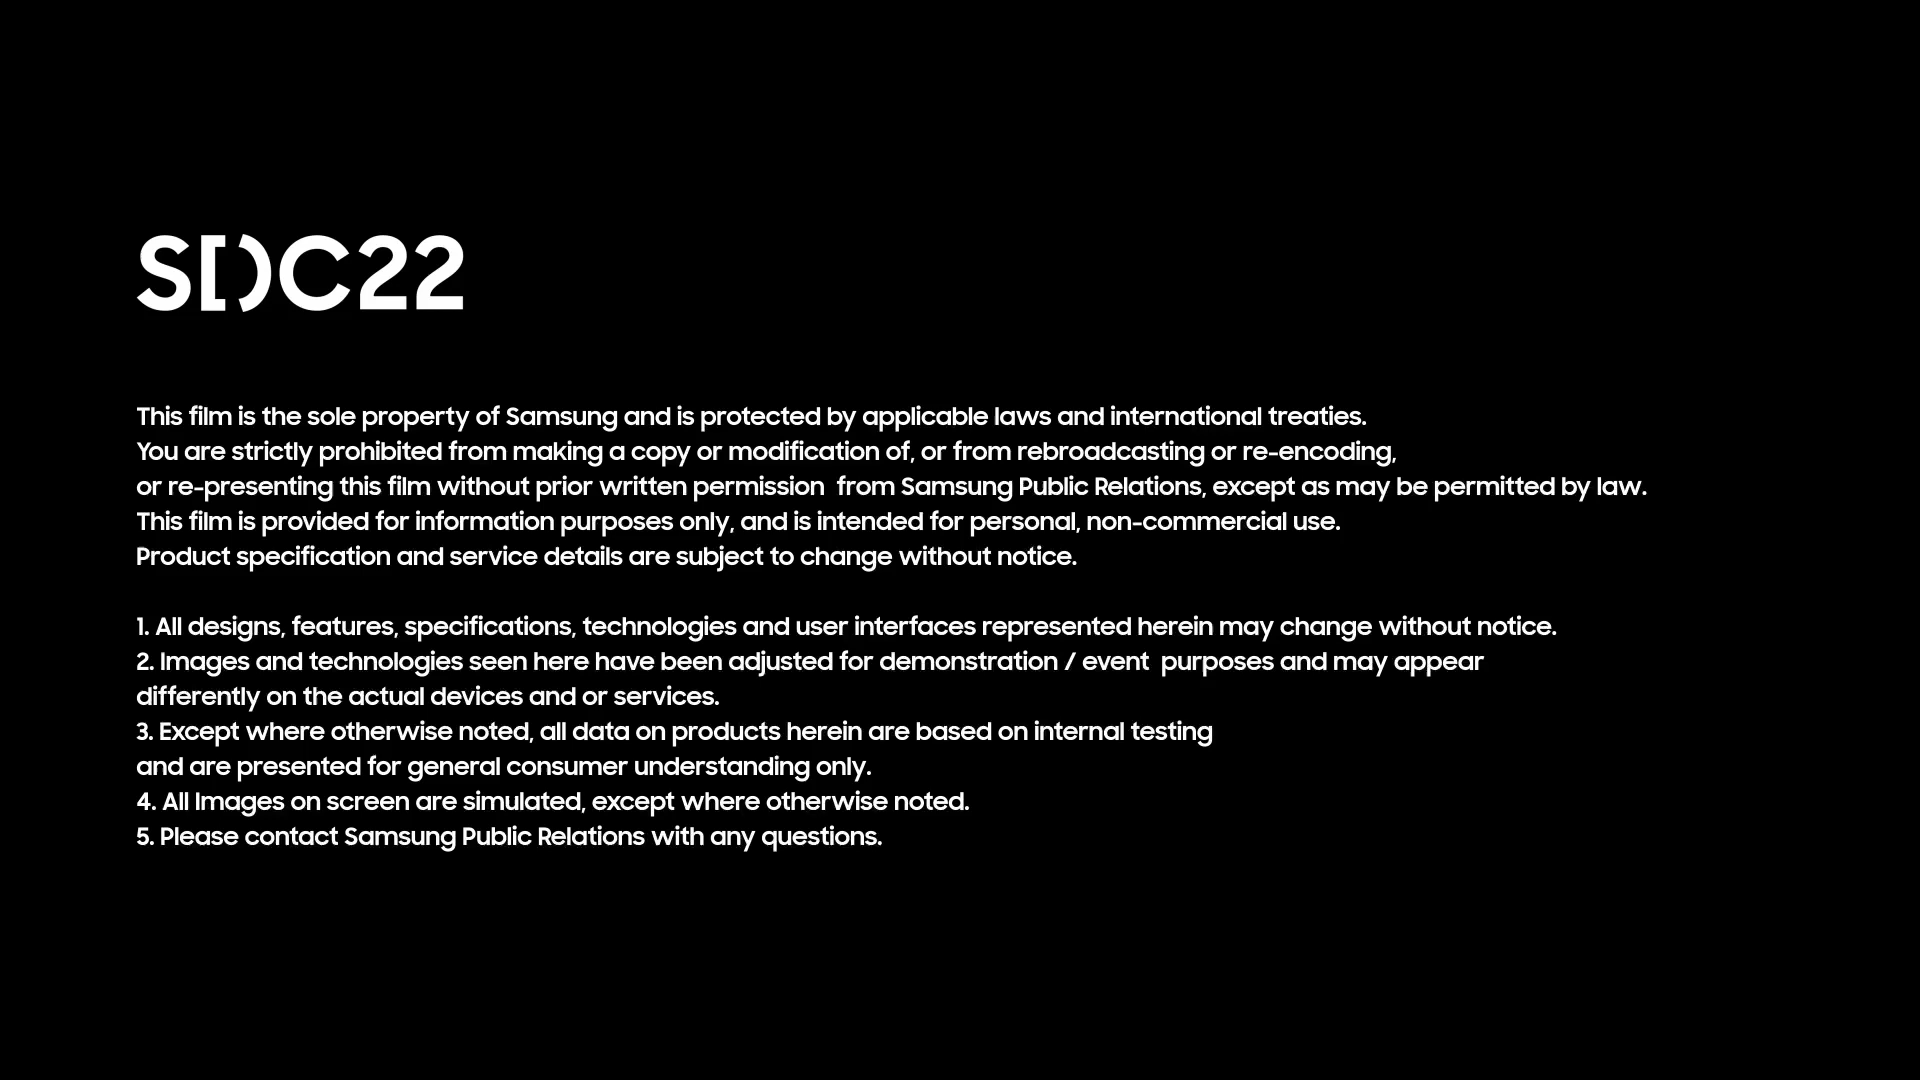 SDC22
This film is the sole property of Samsung and is protected by applicable laws and international treaties.
You are strictly prohibited from making a copy or modification of, or from rebroadcasting or re-encoding,
or re-presenting this film without prior written permission  from Samsung Public Relations, except as may be permitted by law.
This film is provided for information purposes only, and is intended for personal, non-commercial use.
Product specification and service details are subject to change without notice.
1. All designs, features, specifications, technologies and user interfaces represented herein may change without notice.
2. Images and technologies seen here have been adjusted for demonstration / event  purposes and may appear
differently on the actual devices and or services.
3. Except where otherwise noted, all data on products herein are based on internal testing
and are presented for general consumer understanding only.
4. All Images on screen are simulated, except where otherwise noted.
5. Please contact Samsung Public Relations with any questions.